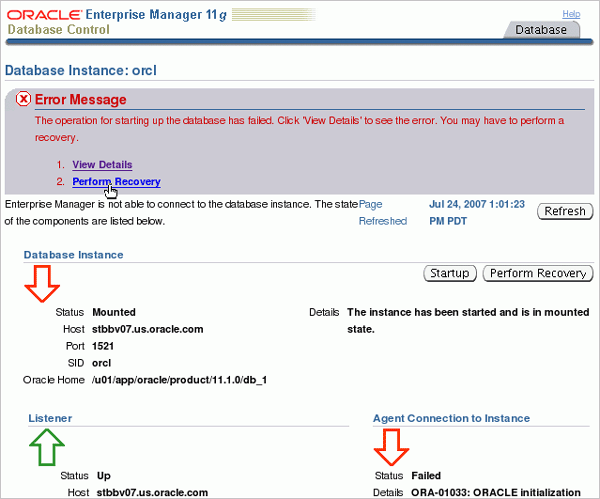 ORACLE Enterprise Manager 11g
Database Control
Help
Database
Database Instance: orcl
Error Message
The operation for starting up the database has failed. Click 'View Details' to see the error. You may have to perform a
recovery.
1. View Details
2. Perform Recovery
Enterprise Manager is not able to connect to the database instance. The state
of the components are listed below.
Page
Refreshed
Jul 24, 2007 1:01:23
PM PDT
Refresh
Database Instance
Startup
Perform Recovery
Status Mounted
Host stbbv07.us.oracle.com
Port 1521
SID orcl
Oracle Home /u01/app/oracle/product/11.1.0/db_1
Details The instance has been started and is in mounted
state.
Listener
Status Up
Host stbbv07.us.oracle.com
Agent Connection to Instance
Status Failed
Details ORA-01033: ORACLE initialization